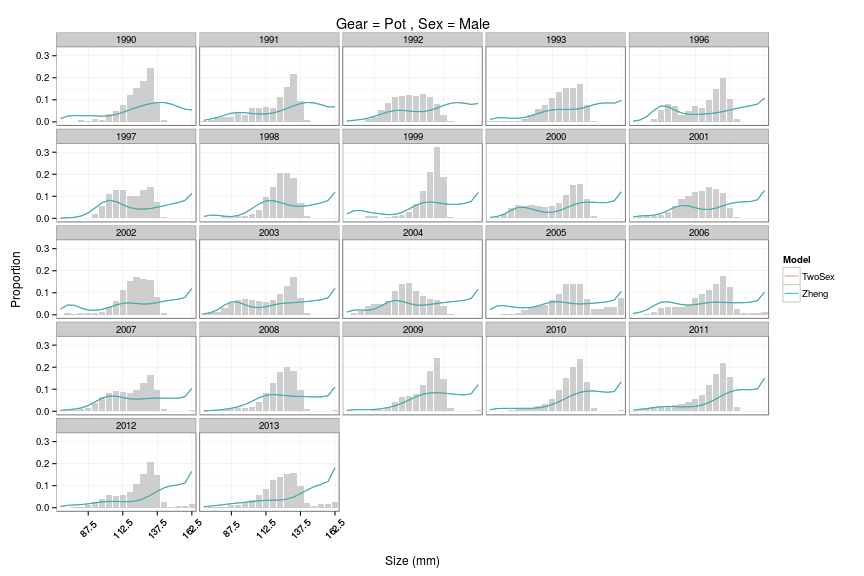 Gear = Pot , Sex = Male
1990 1991 1992 1993 1996
0.3
0.2
0.1
0.0
1997 1998 1999 2000 2001
0.3
0.2
0.1
0.0
2002 2003 2004 2005 2006
0.3
0.2
0.1
0.0
2007 2008 2009 2010 2011
0.3
0.2
0.1
0.0
2012 2013
0.3
0.2
0.1
0.0
87.5 112.5 137.5 162.5 87.5 112.5 137.5 162.5
Size (mm)
Proportion
Model
TwoSex
Zheng